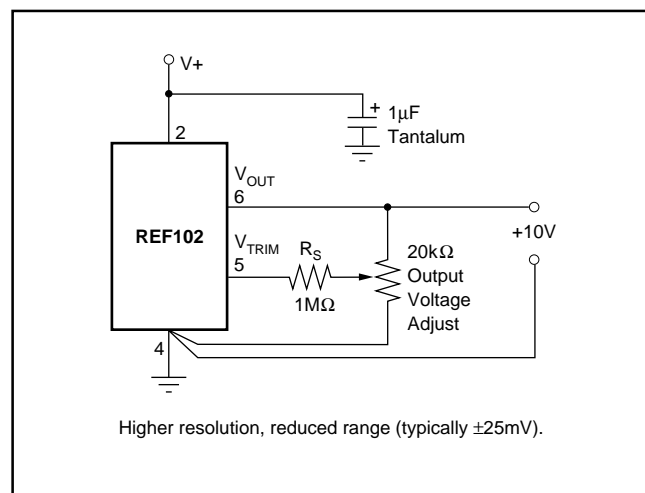 V+
2
+
1μF
Tantalum
V_OUT
6
REF102
V_TRIM
5
R_S
1MΩ
20kΩ
Output
Voltage
Adjust
+10V
4
Higher resolution, reduced range (typically ±25mV).